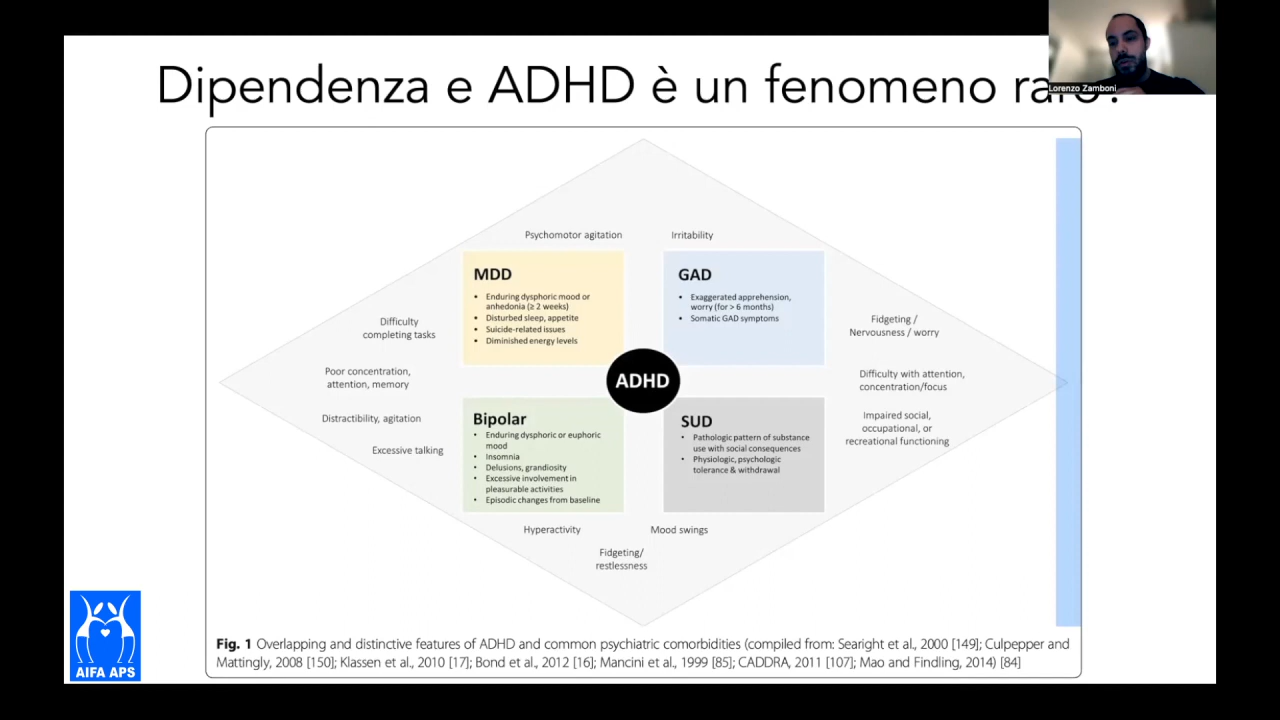 Dipendenza e ADHD è un fenomeno raro?
Lorenzo Zamboni
Psychomotor agitation
Irritability
MDD
• Enduring dysphoric mood or
anhedonia (≥ 2 weeks)
• Disturbed sleep, appetite
• Suicide-related issues
• Diminished energy levels
GAD
• Exaggerated apprehension,
worry (for > 6 months)
• Somatic GAD symptoms
Difficulty
completing tasks
Poor concentration,
attention, memory
Distractibility, agitation
Excessive talking
Fidgeting /
Nervousness / worry
Difficulty with attention,
concentration/focus
Impaired social,
occupational, or
recreational functioning
ADHD
Bipolar
• Enduring dysphoric or euphoric
mood
• Insomnia
• Delusions, grandiosity
• Excessive involvement in
pleasurable activities
• Episodic changes from baseline
SUD
• Pathologic pattern of substance
use with social consequences
• Physiologic, psychologic
tolerance & withdrawal
Hyperactivity
Mood swings
Fidgeting/
restlessness
Fig. 1 Overlapping and distinctive features of ADHD and common psychiatric comorbidities (compiled from: Searight et al., 2000 [149]; Culpepper and
Mattingly, 2008 [150]; Klassen et al., 2010 [17]; Bond et al., 2012 [16]; Mancini et al., 1999 [85]; CADDRA, 2011 [107]; Mao and Findling, 2014) [84]
AIFA APS